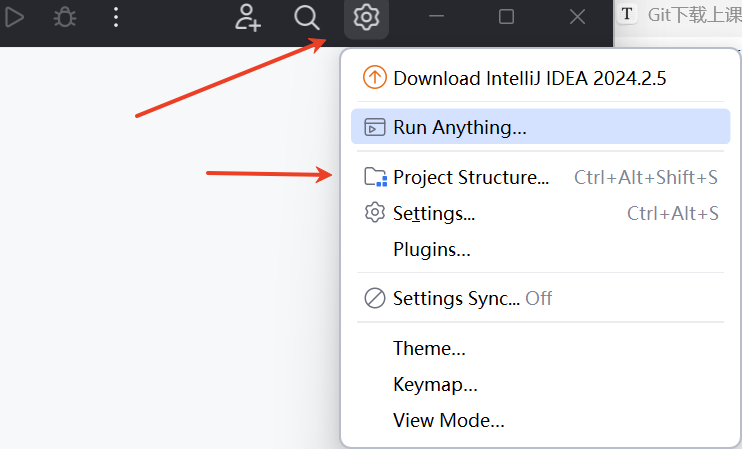 T Git下载上课
Download IntelliJ IDEA 2024.2.5
Run Anything...
Project Structure... Ctrl+Alt+Shift+S
Settings... Ctrl+Alt+S
Plugins...
Settings Sync... Off
Theme...
Keymap...
View Mode...